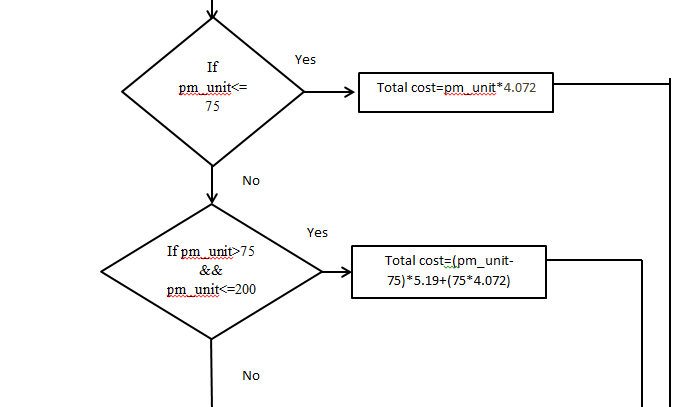 If
pm_unit<=
75
Yes
Total cost=pm_unit*4.072
No
If pm_unit>75
&&
pm_unit<=200
Yes
Total cost=(pm_unit-
75)*5.19+(75*4.072)
No